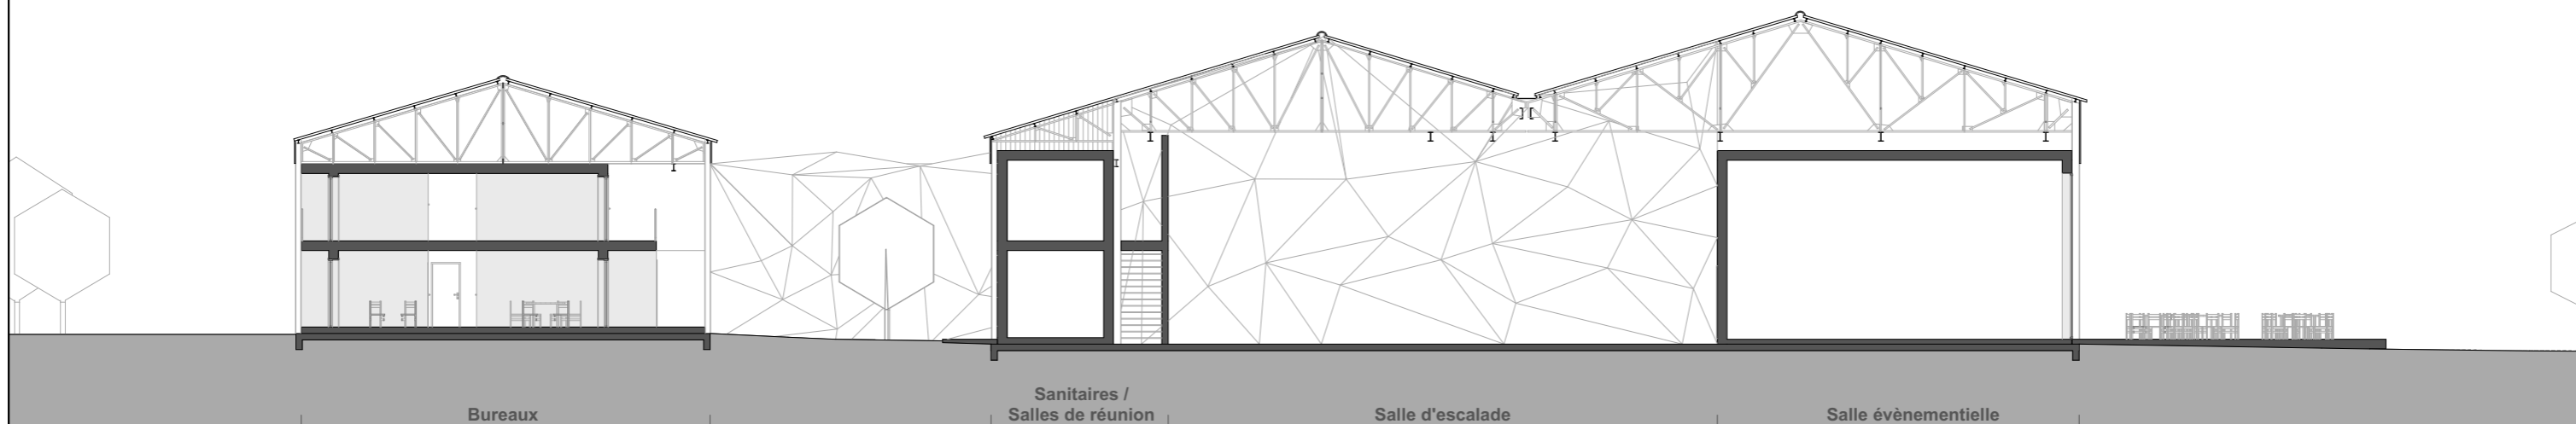 Bureaux
Sanitaires /
Salles de réunion
Salle d'escalade
Salle évènementielle